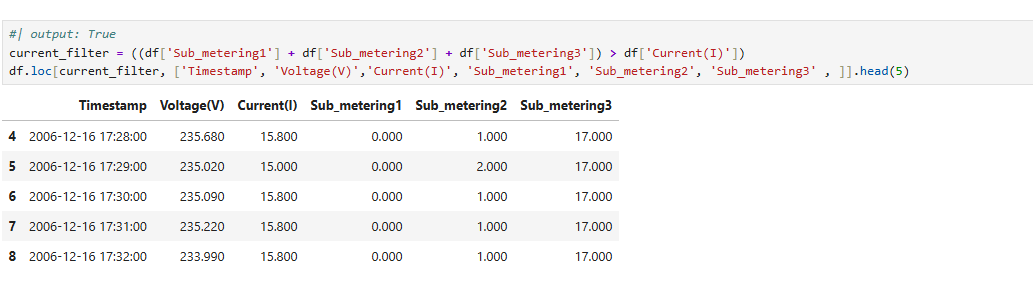 #| output: True
current_filter = ((df['Sub_metering1'] + df['Sub_metering2'] + df['Sub_metering3']) > df['Current(I)'])
df.loc[current_filter, ['Timestamp', 'Voltage(V)','Current(I)', 'Sub_metering1', 'Sub_metering2', 'Sub_metering3' , ]].head(5)
Timestamp Voltage(V) Current(I) Sub_metering1 Sub_metering2 Sub_metering3
4 2006-12-16 17:28:00 235.680 15.800 0.000 1.000 17.000
5 2006-12-16 17:29:00 235.020 15.000 0.000 2.000 17.000
6 2006-12-16 17:30:00 235.090 15.800 0.000 1.000 17.000
7 2006-12-16 17:31:00 235.220 15.800 0.000 1.000 17.000
8 2006-12-16 17:32:00 233.990 15.800 0.000 1.000 17.000